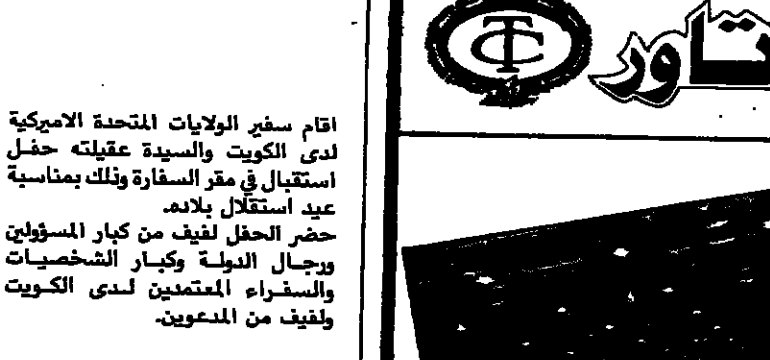 تاور
اقام سفير الولايات المتحدة الاميركية
لدى الكويت والسيدة عقيلته حفل
استقبال في مقر السفارة وذلك بمناسبة
عيد استقلال بلاده.
حضر الحفل لفيف من كبار المسؤولين
ورجال الدولة وكبار الشخصيات
والسفراء المعتمدين لدى الكويت
ولفيف من المدعوين.